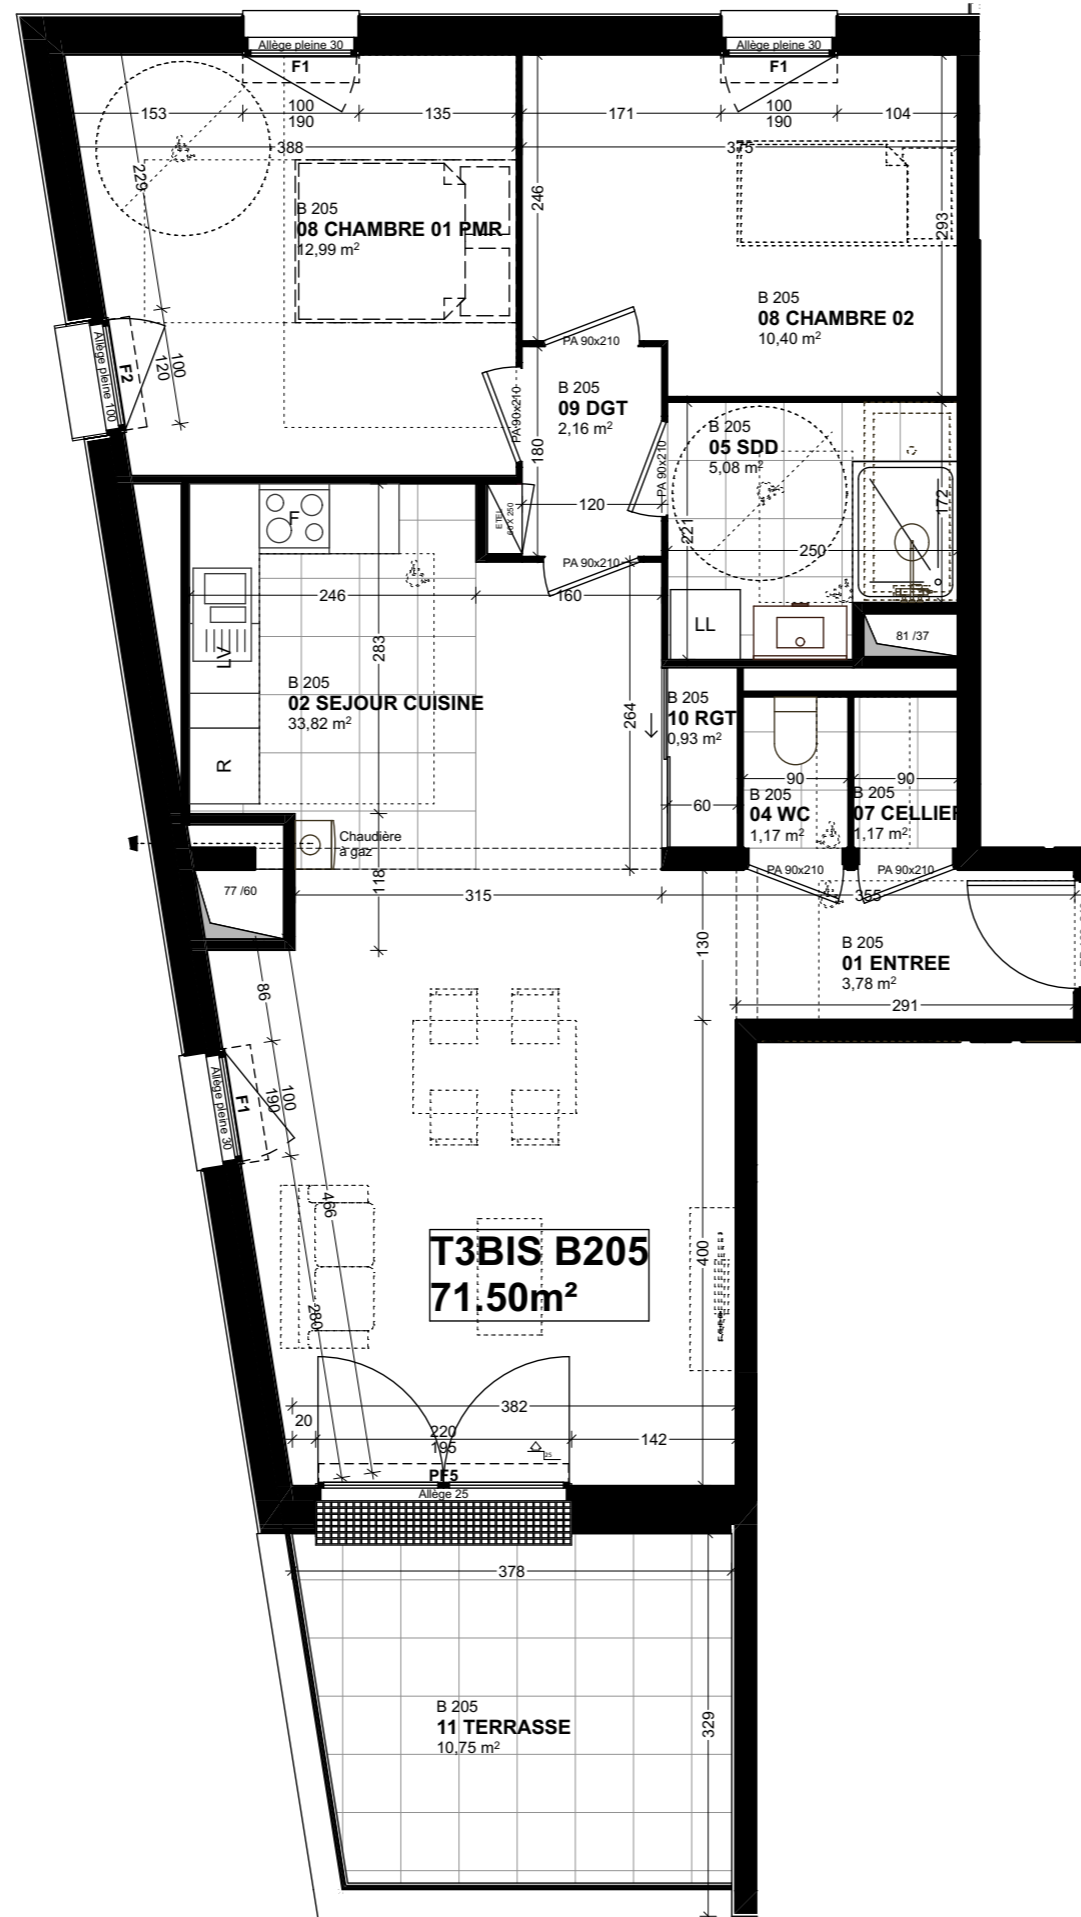 Allège pleine 30
Allège pleine 30
F1
F1
153
100
190
135
171
100
190
104
388
375
229
246
293
B 205
08 CHAMBRE 01 PMR
12,99 m²
B 205
08 CHAMBRE 02
10,40 m²
PA 90x210
Allège pleine 100
F2
100
120
B 205
09 DGT
2,16 m²
PA 90x210
180
B 205
05 SDD
5,08 m²
PA 90x210
172
F
ETEL
60 X 250
120
221
250
PA 90x210
246
160
LL
81 /37
LV
283
B 205
02 SEJOUR CUISINE
33,82 m²
264
B 205
10 RGT
0,93 m²
R
90
90
60
B 205
04 WC
1,17 m²
B 205
07 CELLIER
1,17 m²
Chaudière
à gaz
PA 90x210
PA 90x210
77 /60
118
315
355
130
B 205
01 ENTREE
3,78 m²
291
86
Allège pleine 30
F1
100
190
466
T3BIS B205
71.50m²
400
280
382
20
220
195
142
25
PF5
Allège 25
378
B 205
11 TERRASSE
10,75 m²
329